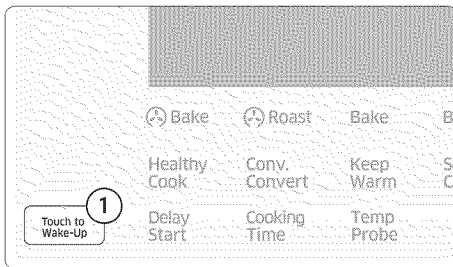 Bake Roast Bake
Healthy Conv. Keep
Cook Convert Warm
1
Touch to Delay Cooking Temp
Wake-Up Start Time Probe